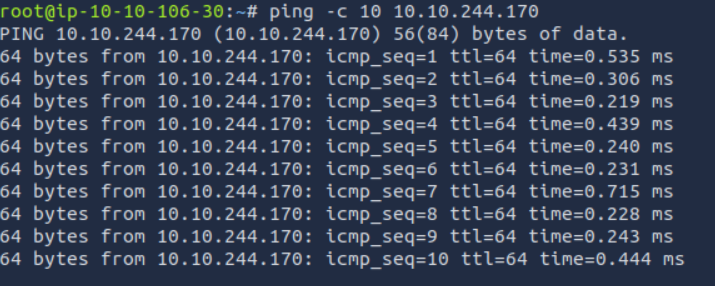 root@ip-10-10-106-30:~# ping -c 10 10.10.244.170
PING 10.10.244.170 (10.10.244.170) 56(84) bytes of data.
64 bytes from 10.10.244.170: icmp_seq=1 ttl=64 time=0.535 ms
64 bytes from 10.10.244.170: icmp_seq=2 ttl=64 time=0.306 ms
64 bytes from 10.10.244.170: icmp_seq=3 ttl=64 time=0.219 ms
64 bytes from 10.10.244.170: icmp_seq=4 ttl=64 time=0.439 ms
64 bytes from 10.10.244.170: icmp_seq=5 ttl=64 time=0.240 ms
64 bytes from 10.10.244.170: icmp_seq=6 ttl=64 time=0.231 ms
64 bytes from 10.10.244.170: icmp_seq=7 ttl=64 time=0.715 ms
64 bytes from 10.10.244.170: icmp_seq=8 ttl=64 time=0.228 ms
64 bytes from 10.10.244.170: icmp_seq=9 ttl=64 time=0.243 ms
64 bytes from 10.10.244.170: icmp_seq=10 ttl=64 time=0.444 ms